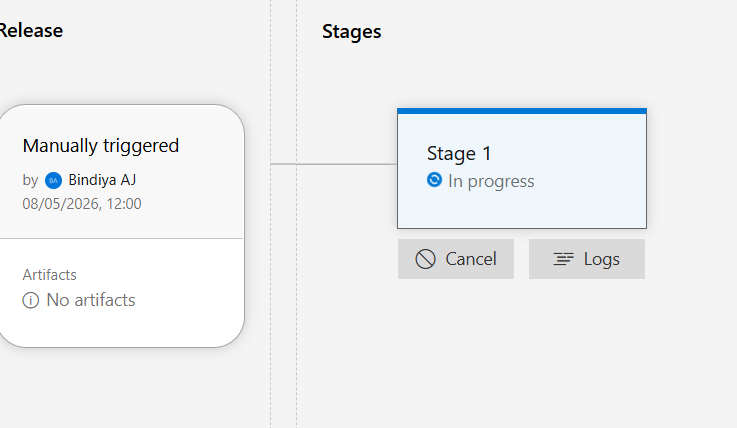 Release
Stages
Manually triggered
by BA Bindiya AJ
08/05/2026, 12:00
Artifacts
No artifacts
Stage 1
In progress
Cancel
Logs